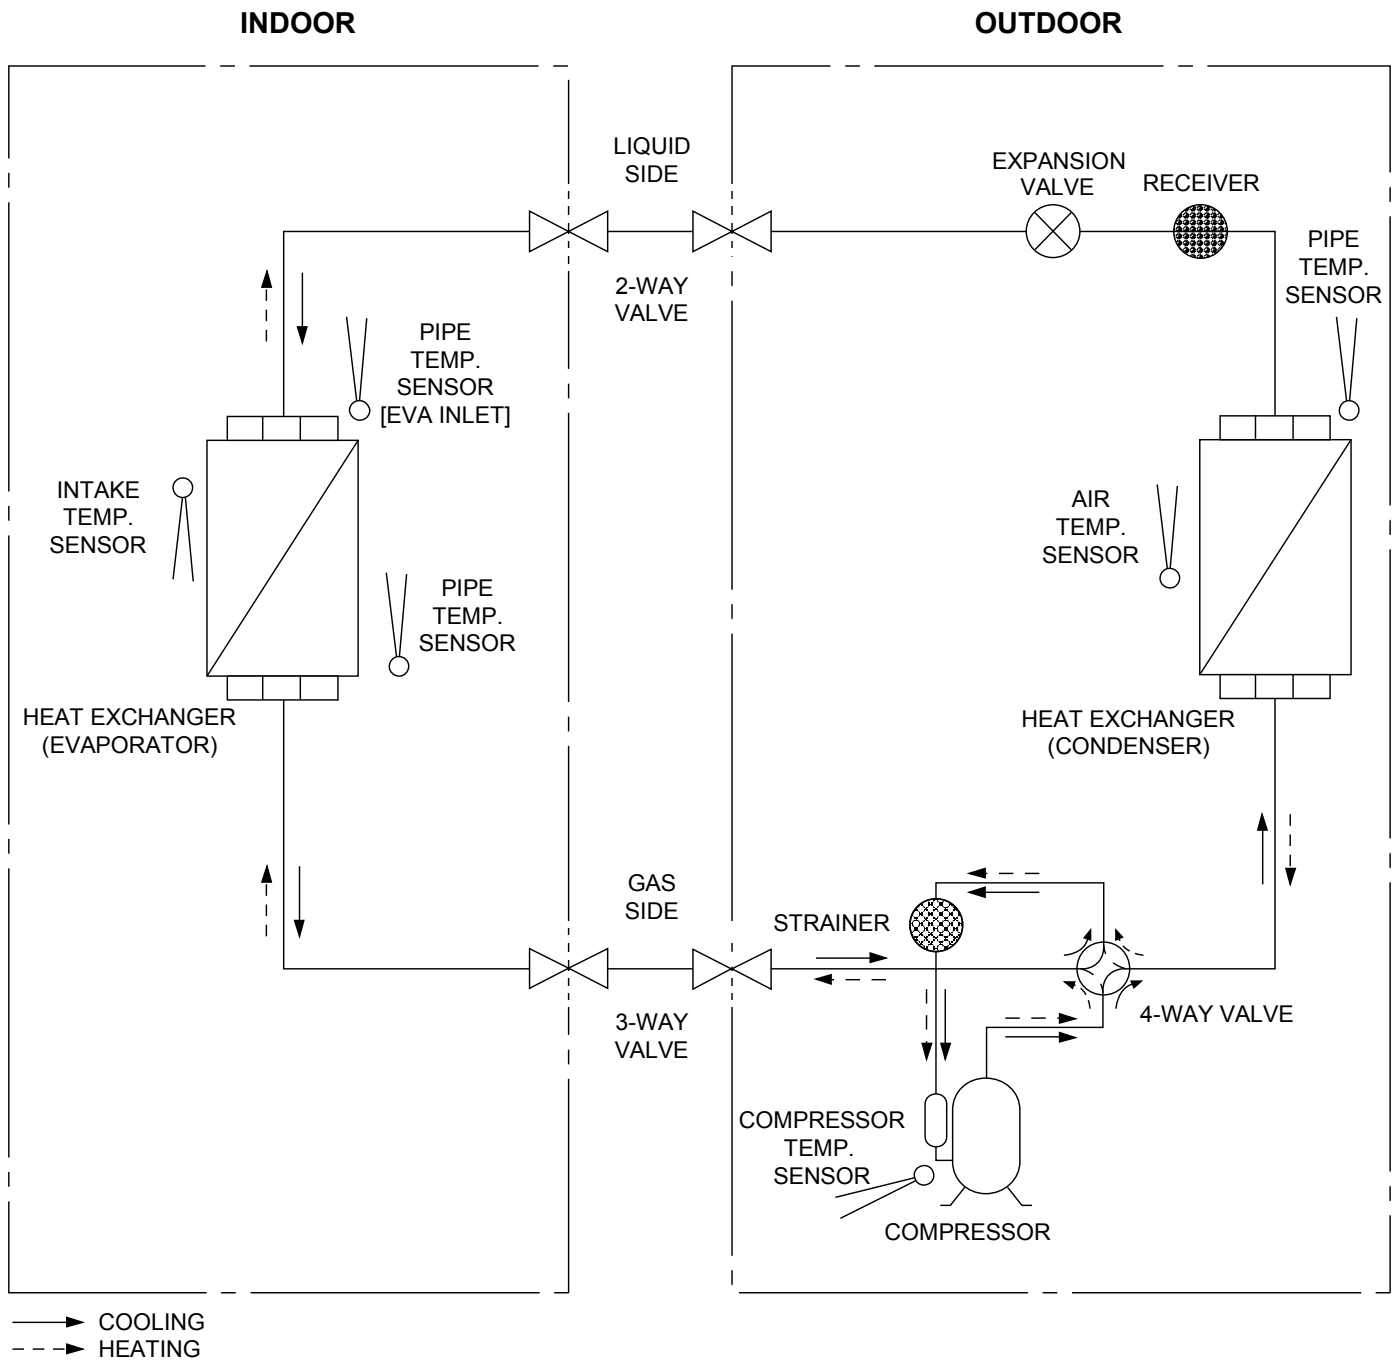 INDOOR
OUTDOOR
LIQUID
SIDE
EXPANSION
VALVE
RECEIVER
PIPE
TEMP.
SENSOR
2-WAY
VALVE
PIPE
TEMP.
SENSOR
[EVA INLET]
INTAKE
TEMP.
SENSOR
AIR
TEMP.
SENSOR
PIPE
TEMP.
SENSOR
HEAT EXCHANGER
(EVAPORATOR)
HEAT EXCHANGER
(CONDENSER)
GAS
SIDE
STRAINER
3-WAY
VALVE
4-WAY VALVE
COMPRESSOR
TEMP.
SENSOR
COMPRESSOR
COOLING
HEATING